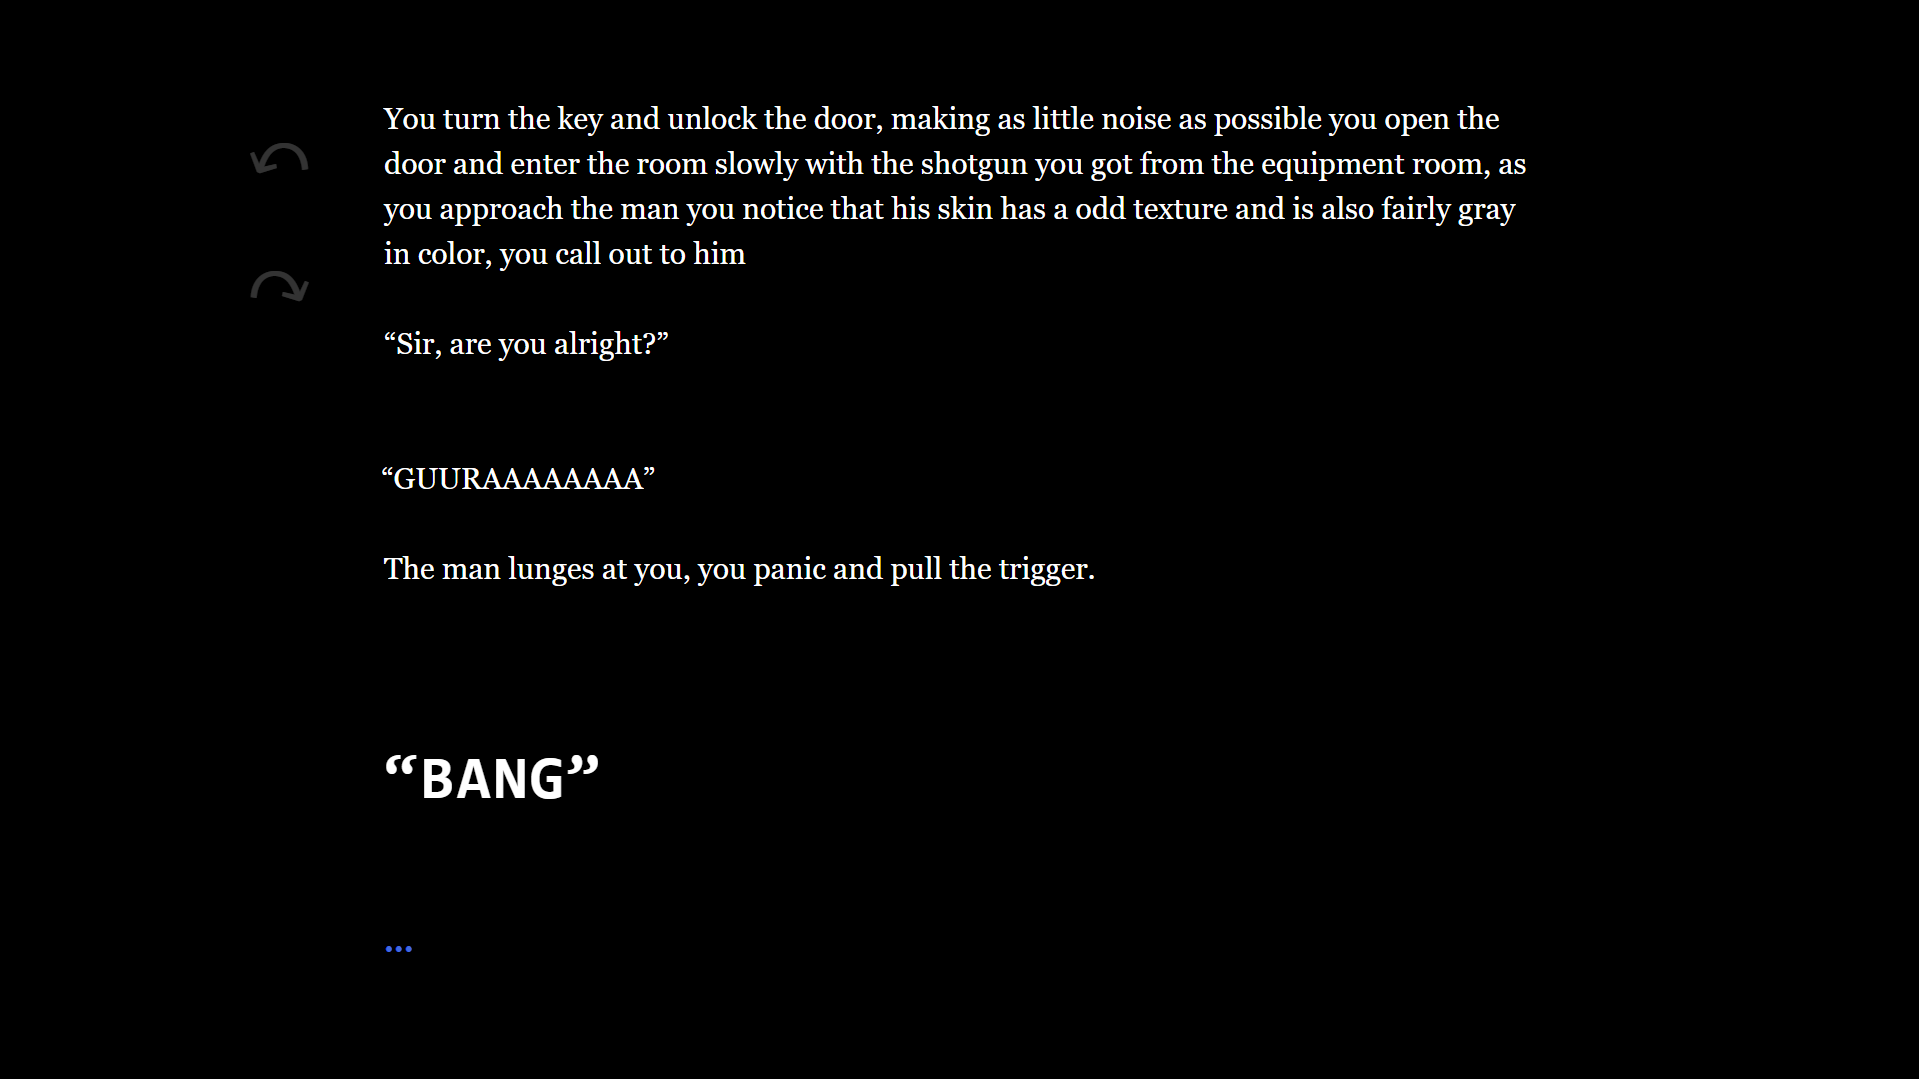 You turn the key and unlock the door, making as little noise as possible you open the
door and enter the room slowly with the shotgun you got from the equipment room, as
you approach the man you notice that his skin has a odd texture and is also fairly gray
in color, you call out to him
“Sir, are you alright?”
“GUURAAAAAAAA”
The man lunges at you, you panic and pull the trigger.
“BANG”
...